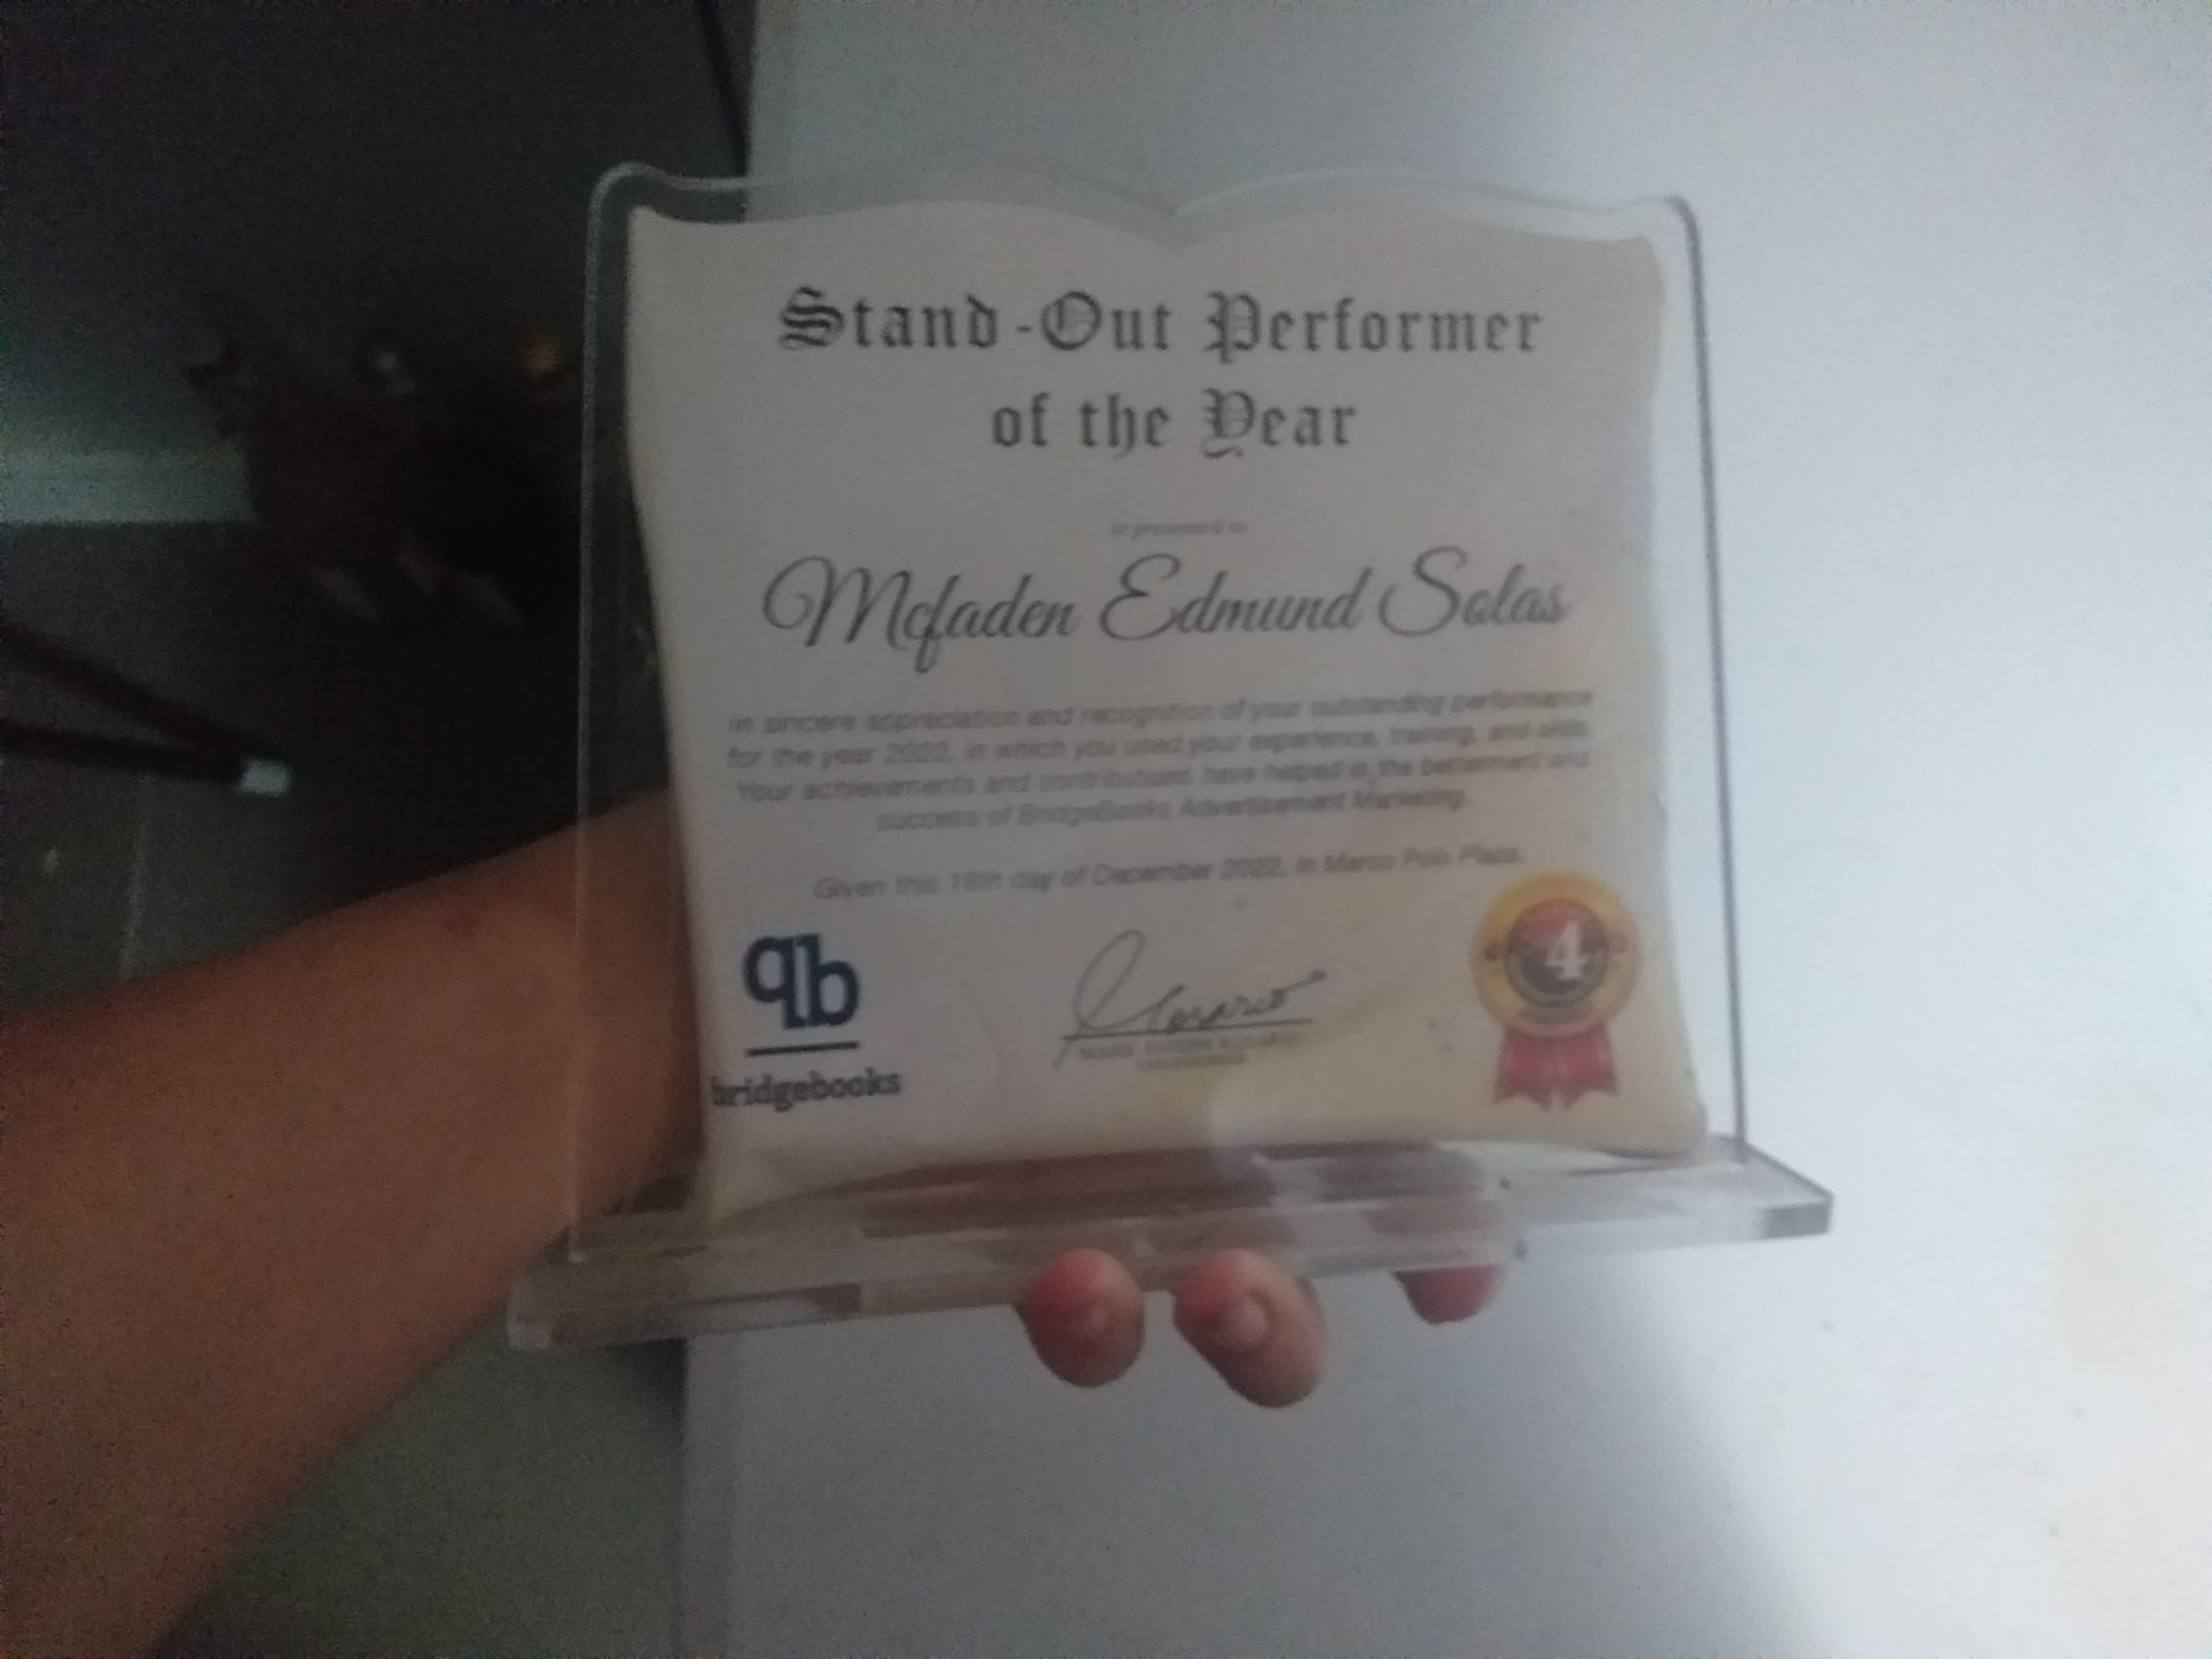 Stand-Out Performer
of the Year
is presented to
Mcfaden Edmund Solas
In sincere appreciation and recognition of your outstanding performance
for the year 2022, in which you used your experience, training, and skills.
Your achievements and contributions have helped in the betterment and
success of BridgeBooks Advertisement Marketing.
Given this 18th day of December 2022, in Marco Polo Plaza.
qb
bridgebooks
4